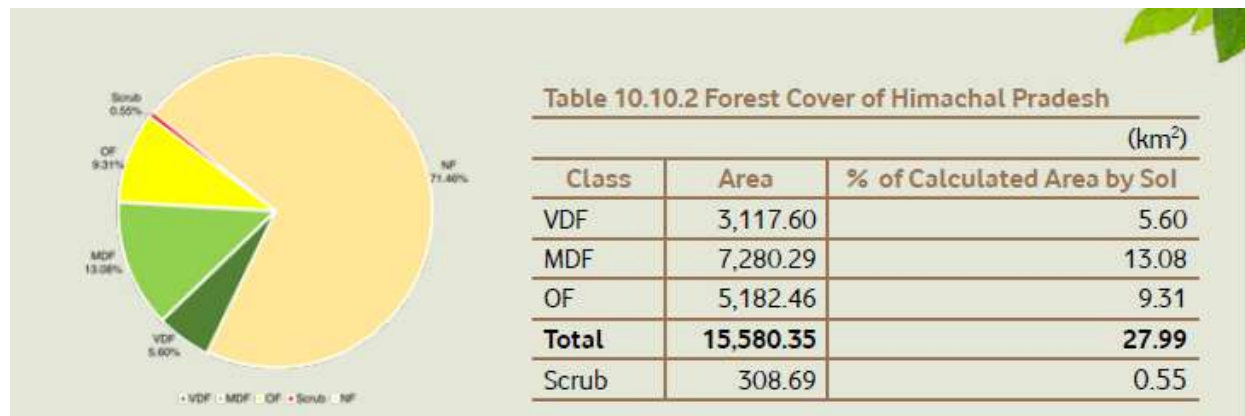 Scrub
0.55%
OF
9.31%
NF
71.46%
MDF
13.08%
VDF
5.60%
VDF MDF OF Scrub NF
Table 10.10.2 Forest Cover of Himachal Pradesh
(km²)
Class Area % of Calculated Area by SoI
VDF 3,117.60 5.60
MDF 7,280.29 13.08
OF 5,182.46 9.31
Total 15,580.35 27.99
Scrub 308.69 0.55